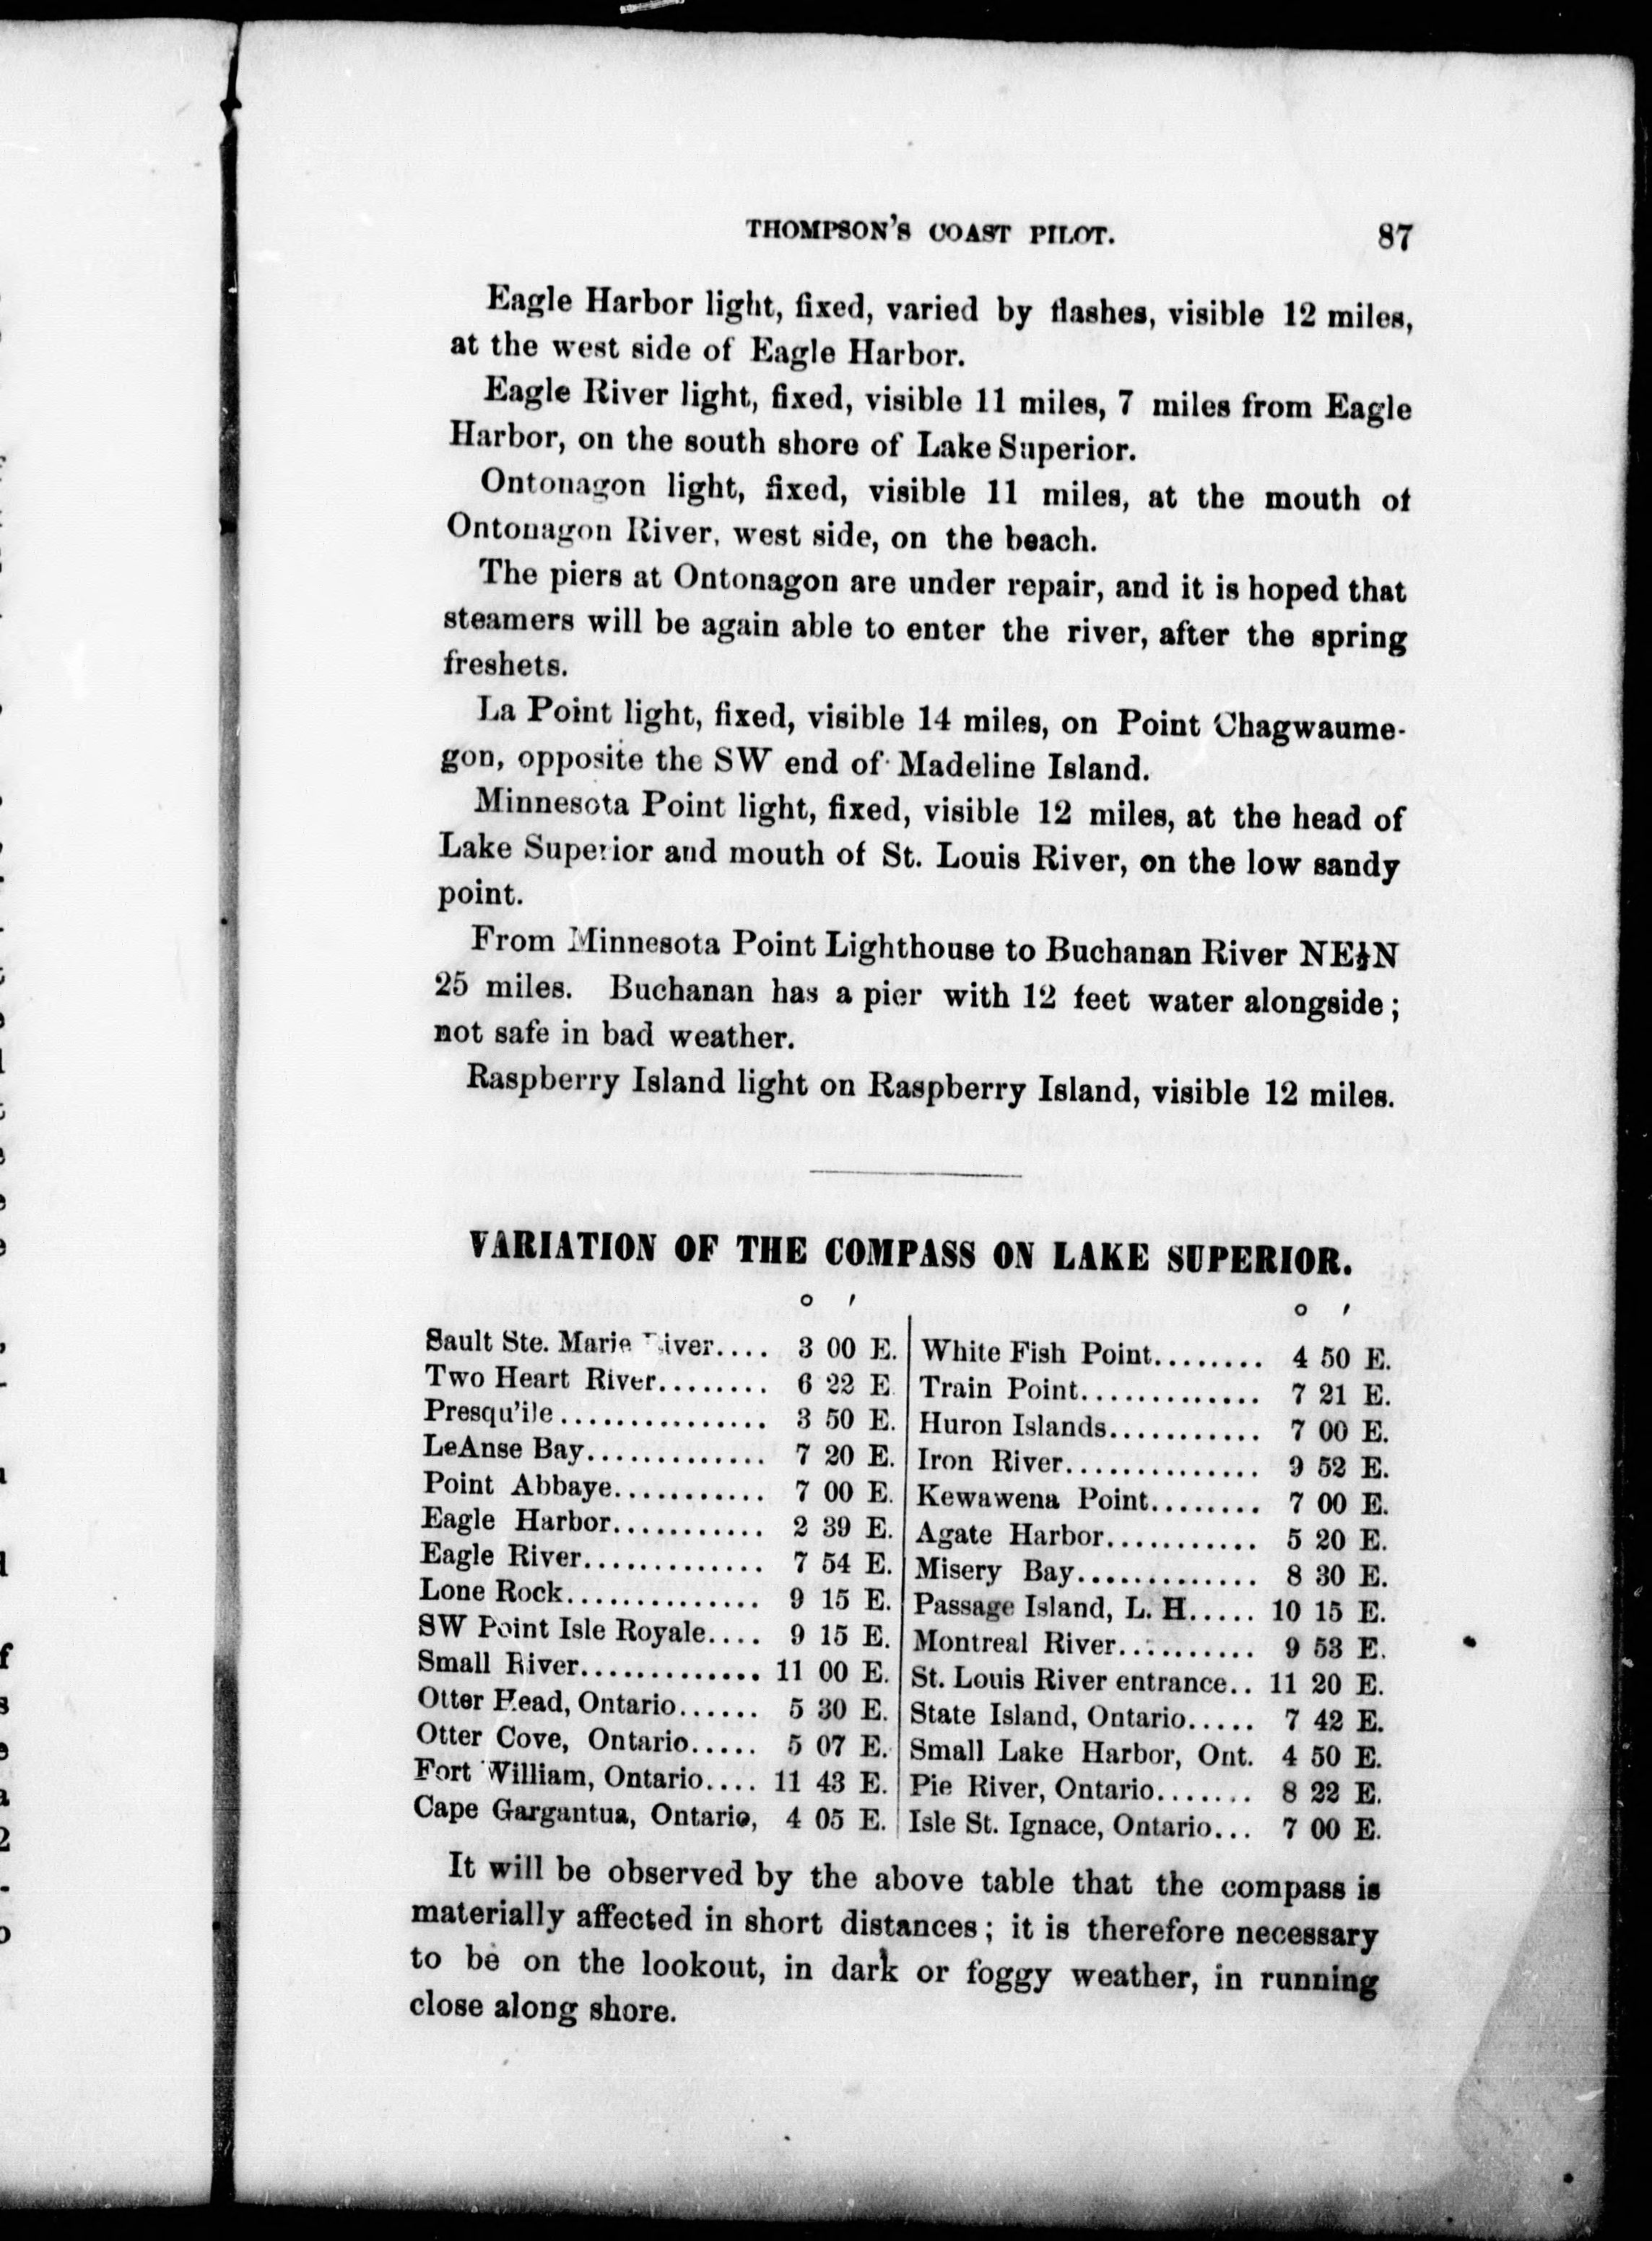 THOMPSON'S COAST PILOT. 87
Eagle Harbor light, fixed, varied by flashes, visible 12 miles,
at the west side of Eagle Harbor.
Eagle River light, fixed, visible 11 miles, 7 miles from Eagle
Harbor, on the south shore of Lake Superior.
Ontonagon light, fixed, visible 11 miles, at the mouth of
Ontonagon River, west side, on the beach.
The piers at Ontonagon are under repair, and it is hoped that
steamers will be again able to enter the river, after the spring
freshets.
La Point light, fixed, visible 14 miles, on Point Chagwaume-
gon, opposite the SW end of Madeline Island.
Minnesota Point light, fixed, visible 12 miles, at the head of
Lake Superior and mouth of St. Louis River, on the low sandy
point.
From Minnesota Point Lighthouse to Buchanan River NE½N
25 miles. Buchanan has a pier with 12 feet water alongside;
not safe in bad weather.
Raspberry Island light on Raspberry Island, visible 12 miles.
VARIATION OF THE COMPASS ON LAKE SUPERIOR.
° ′ ° ′
Sault Ste. Marie River.... 3 00 E. White Fish Point........ 4 50 E.
Two Heart River........ 6 22 E Train Point............. 7 21 E.
Presqu'ile............... 3 50 E. Huron Islands........... 7 00 E.
LeAnse Bay............. 7 20 E. Iron River.............. 9 52 E.
Point Abbaye........... 7 00 E. Kewawena Point........ 7 00 E.
Eagle Harbor........... 2 39 E. Agate Harbor........... 5 20 E.
Eagle River............. 7 54 E. Misery Bay............. 8 30 E.
Lone Rock.............. 9 15 E. Passage Island, L. H..... 10 15 E.
SW Point Isle Royale.... 9 15 E. Montreal River.......... 9 53 E.
Small River............. 11 00 E. St. Louis River entrance.. 11 20 E.
Otter Head, Ontario...... 5 30 E. State Island, Ontario..... 7 42 E.
Otter Cove, Ontario..... 5 07 E. Small Lake Harbor, Ont. 4 50 E.
Fort William, Ontario.... 11 43 E. Pie River, Ontario....... 8 22 E.
Cape Gargantua, Ontario, 4 05 E. Isle St. Ignace, Ontario... 7 00 E.
It will be observed by the above table that the compass is
materially affected in short distances; it is therefore necessary
to be on the lookout, in dark or foggy weather, in running
close along shore.